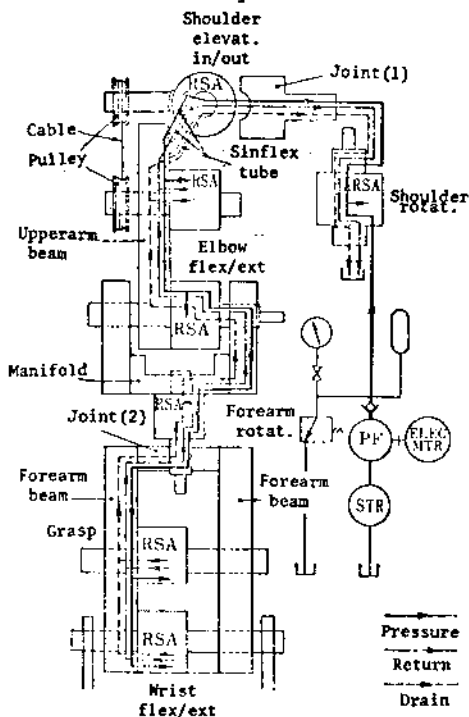 Shoulder
elevat.
in/out
RSA
Joint(1)
Cable
Pulley
Sinflex
tube
RSA
RSA
Shoulder
rotat.
Upperarm
beam
Elbow
flex/ext
RSA
Manifold
RSA
Forearm
rotat.
Joint(2)
PF
ELEC
MTR
Forearm
beam
Forearm
beam
STR
Grasp
RSA
RSA
Pressure
Return
Drain
Wrist
flex/ext